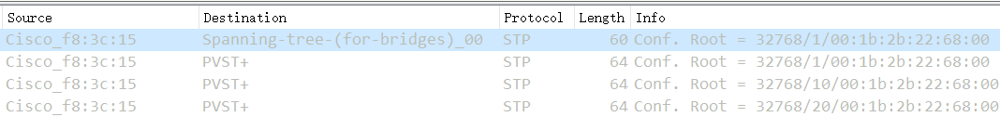 Source Destination Protocol Length Info
Cisco_f8:3c:15 Spanning-tree-(for-bridges)_00 STP 60 Conf. Root = 32768/1/00:1b:2b:22:68:00
Cisco_f8:3c:15 PVST+ STP 64 Conf. Root = 32768/1/00:1b:2b:22:68:00
Cisco_f8:3c:15 PVST+ STP 64 Conf. Root = 32768/10/00:1b:2b:22:68:00
Cisco_f8:3c:15 PVST+ STP 64 Conf. Root = 32768/20/00:1b:2b:22:68:00